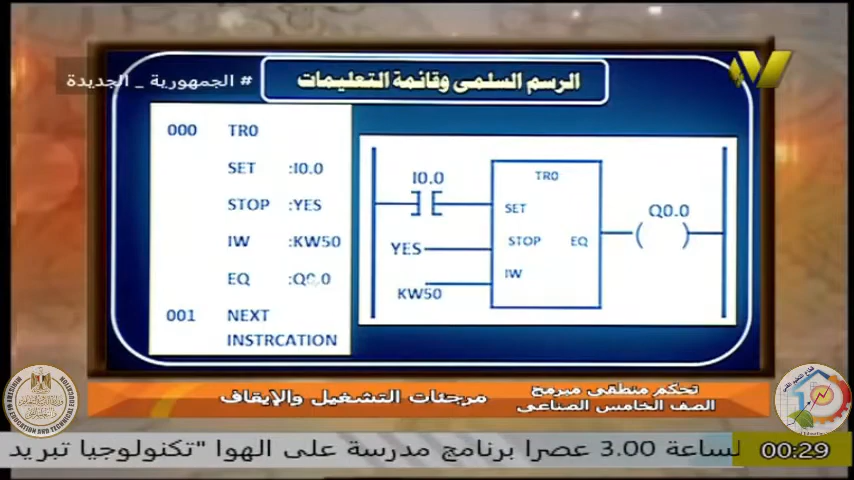 # الجمهورية _ الجديدة
الرسم السلمى وقائمة التعليمات
000 TR0
SET :I0.0
STOP :YES
IW :KW50
EQ :Q0.0
001 NEXT
INSTRCATION
I0.0
TR0
SET
Q0.0
YES
STOP EQ
( )
IW
KW50
تحكم منطقى مبرمج
الصف الخامس الصناعى
مرجئات التشغيل والإيقاف
لساعة 3.00 عصرا برنامج مدرسة على الهوا "تكنولوجيا تبريد
00:29